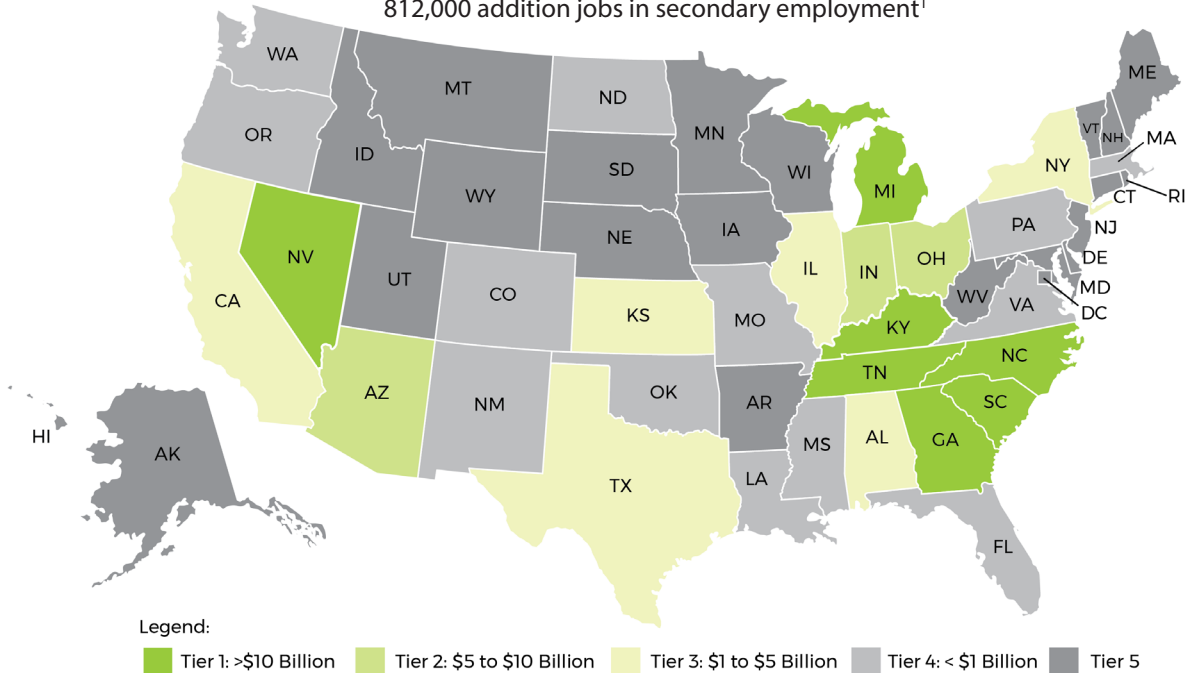 812,000 addition jobs in secondary employment¹
WA
MT
ND
ME
OR
ID
MN
VT
NH
MA
SD
WI
NY
WY
MI
CT
RI
NE
IA
PA
NJ
NV
UT
IL
IN
OH
DE
CO
WV
MD
CA
KS
MO
VA
DC
KY
NC
AZ
OK
TN
NM
AR
SC
HI
AK
MS
AL
GA
TX
LA
FL
Legend:
Tier 1: >$10 Billion Tier 2: $5 to $10 Billion Tier 3: $1 to $5 Billion Tier 4: < $1 Billion Tier 5